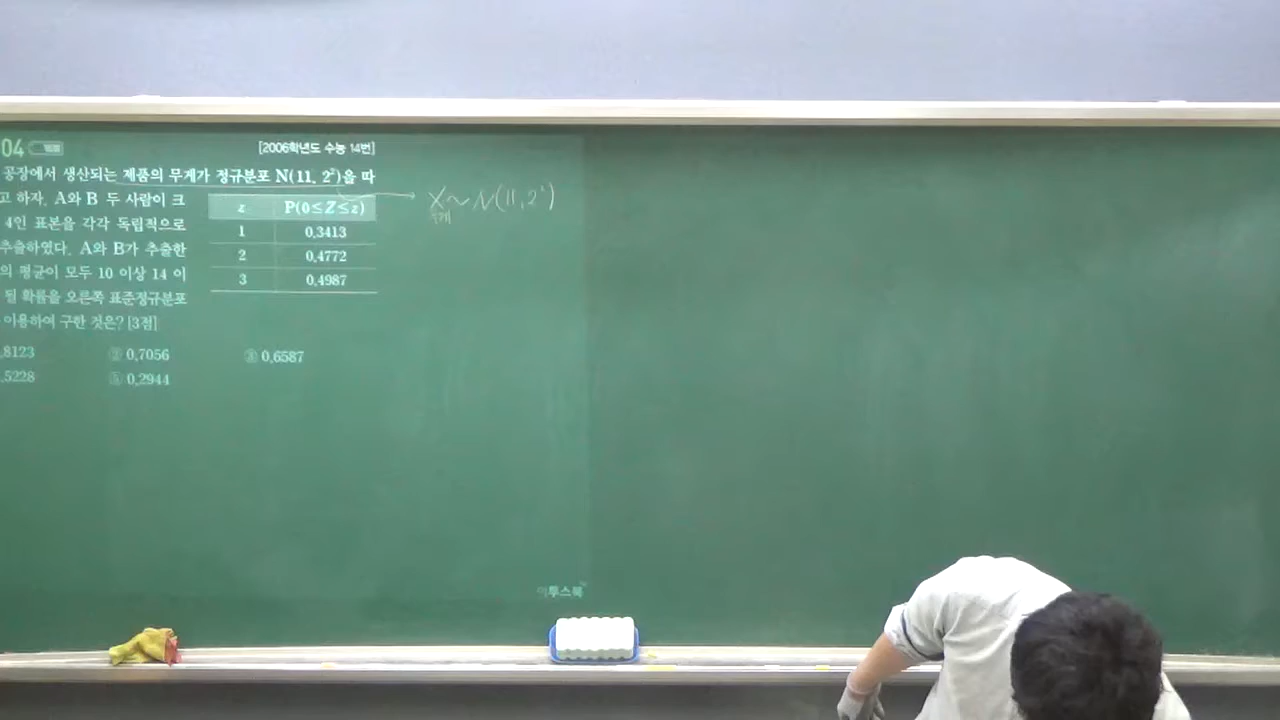 04
[2006학년도 수능 14번]
공장에서 생산되는 제품의 무게가 정규분포 N(11, 2²)을 따
고 하자. A와 B 두 사람이 크
4인 표본을 각각 독립적으로
추출하였다. A와 B가 추출한
의 평균이 모두 10 이상 14 이
될 확률을 오른쪽 표준정규분포
이용하여 구한 것은? [3점]
z P(0≤Z≤z)
1 0.3413
2 0.4772
3 0.4987
.8123 ② 0.7056 ③ 0.6587
.5228 ⑤ 0.2944
X~N(11,2²)
무게
이투스북